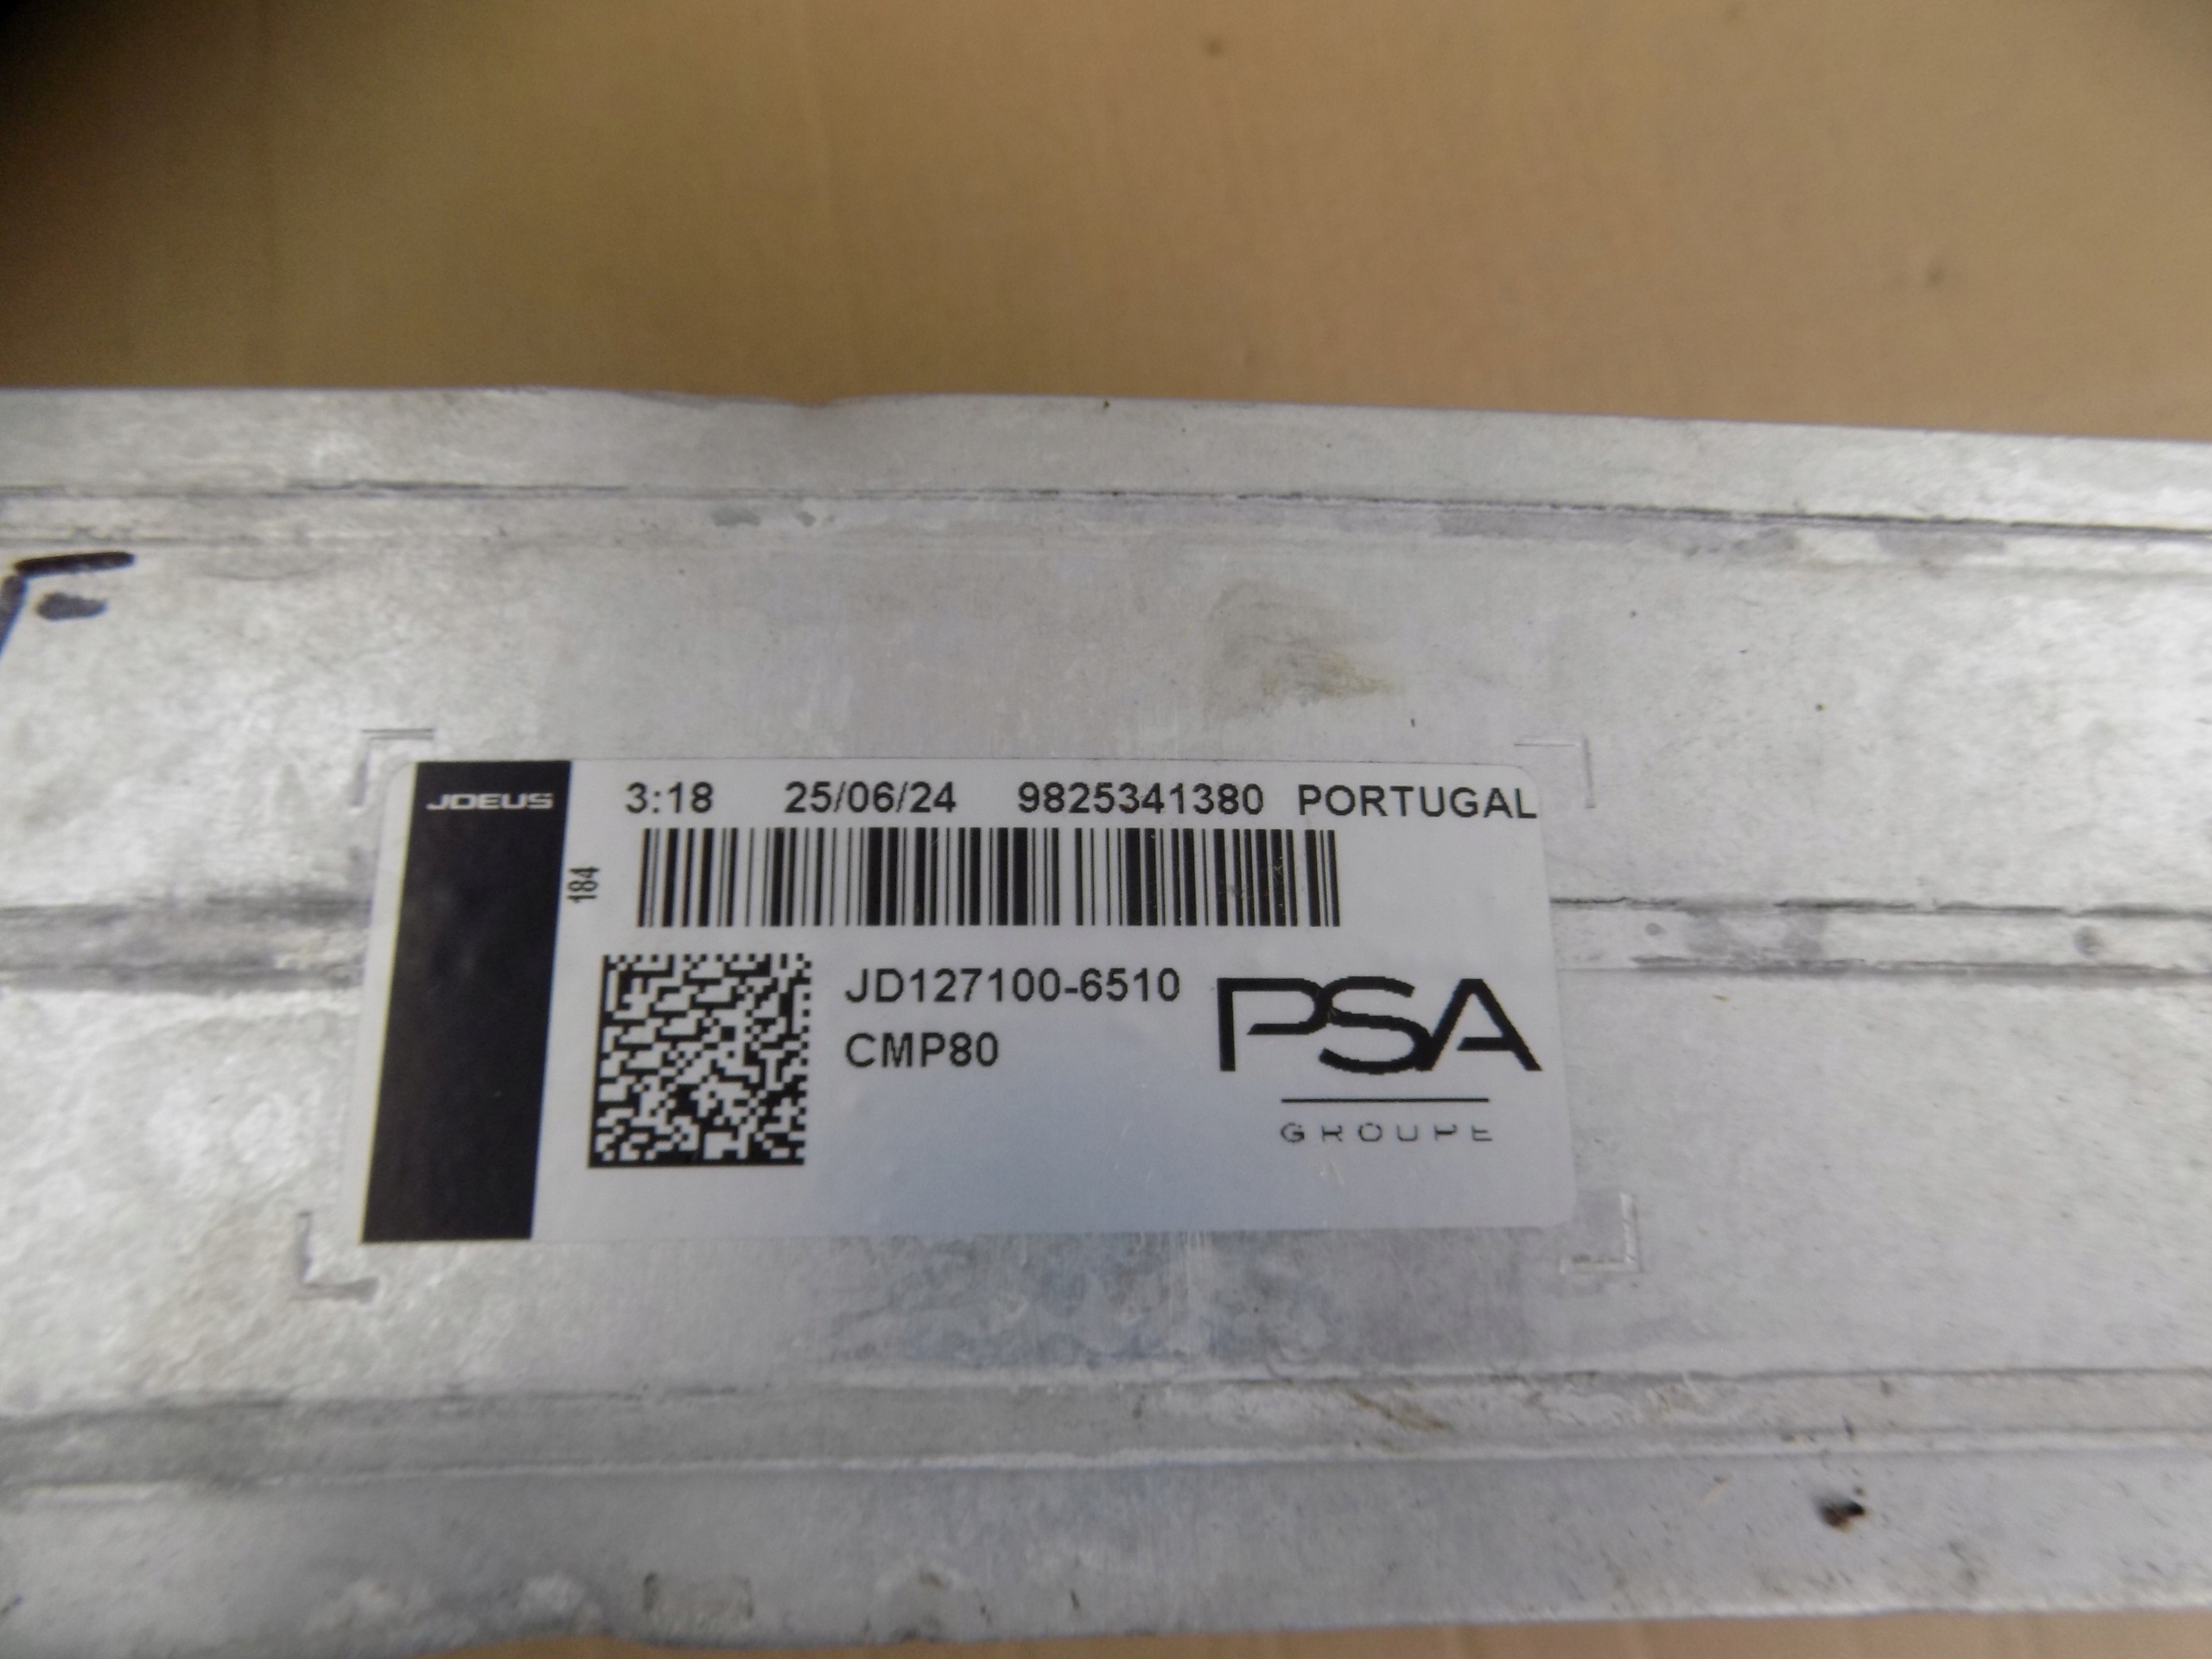 JDEUS
3:18 25/06/24 9825341380 PORTUGAL
184
JD127100-6510
CMP80
PSA
GROUPE